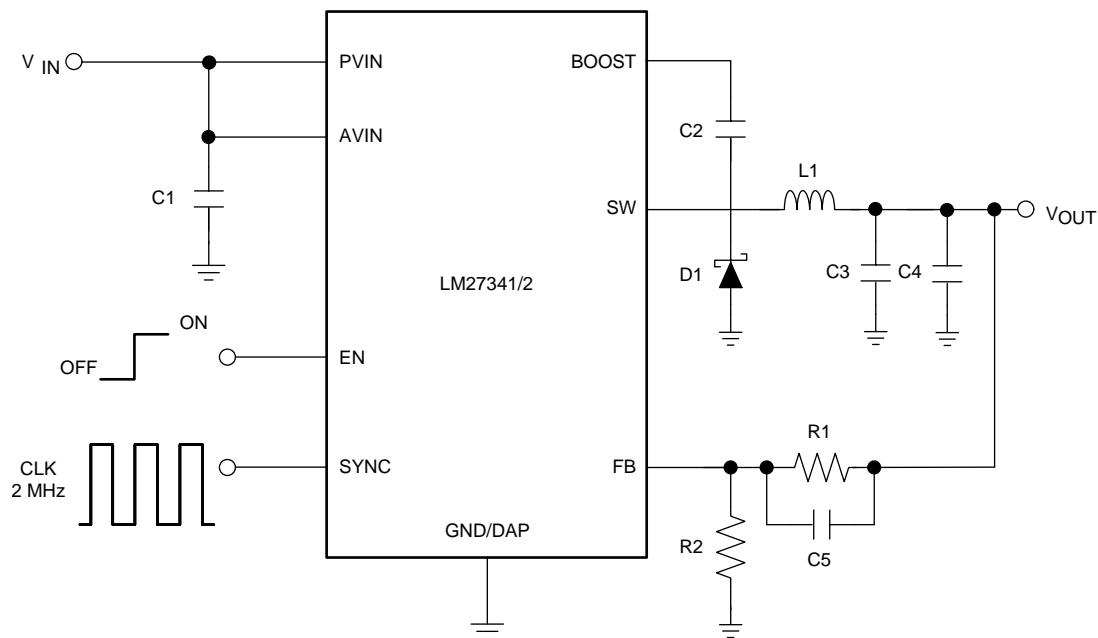 V IN
PVIN
BOOST
AVIN
C2
C1
L1
SW
VOUT
LM27341/2
D1
C3
C4
ON
OFF
EN
R1
CLK
2 MHz
SYNC
FB
GND/DAP
R2
C5